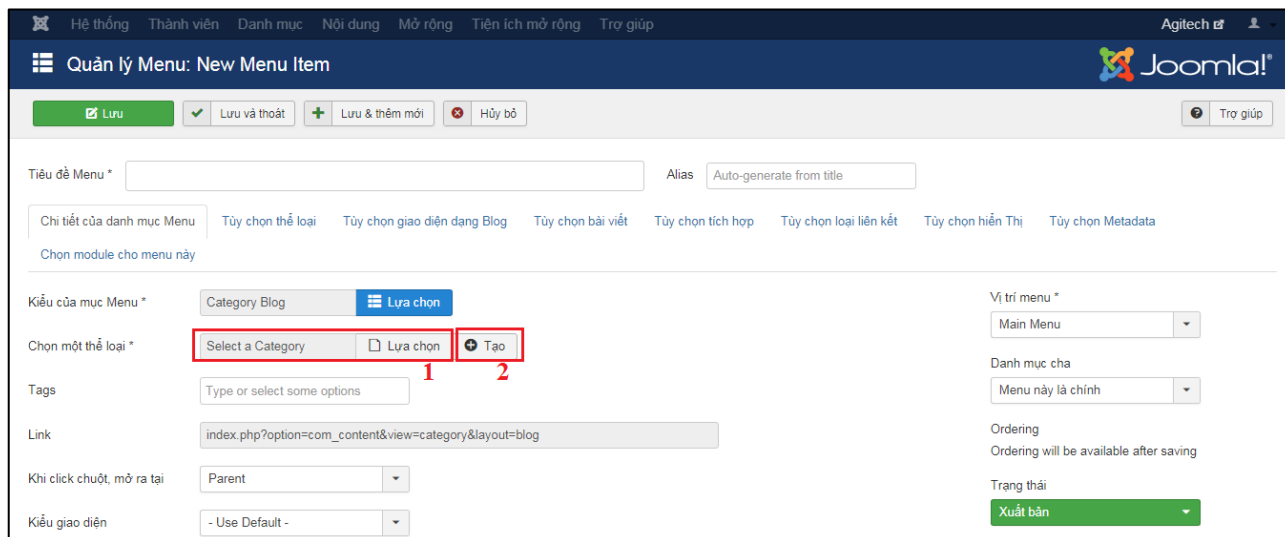 Hệ thống Thành viên Danh mục Nội dung Mở rộng Tiện ích mở rộng Trợ giúp Agitech
Quản lý Menu: New Menu Item Joomla!®
Lưu Lưu và thoát Lưu & thêm mới Hủy bỏ Trợ giúp
Tiêu đề Menu * Alias Auto-generate from title
Chi tiết của danh mục Menu Tùy chọn thể loại Tùy chọn giao diện dạng Blog Tùy chọn bài viết Tùy chọn tích hợp Tùy chọn loại liên kết Tùy chọn hiển Thị Tùy chọn Metadata
Chọn module cho menu này
Kiểu của mục Menu * Category Blog Lựa chọn
Chọn một thể loại * Select a Category Lựa chọn Tạo
1 2
Tags Type or select some options
Link index.php?option=com_content&view=category&layout=blog
Khi click chuột, mở ra tại Parent
Kiểu giao diện - Use Default -
Vị trí menu *
Main Menu
Danh mục cha
Menu này là chính
Ordering
Ordering will be available after saving
Trạng thái
Xuất bản